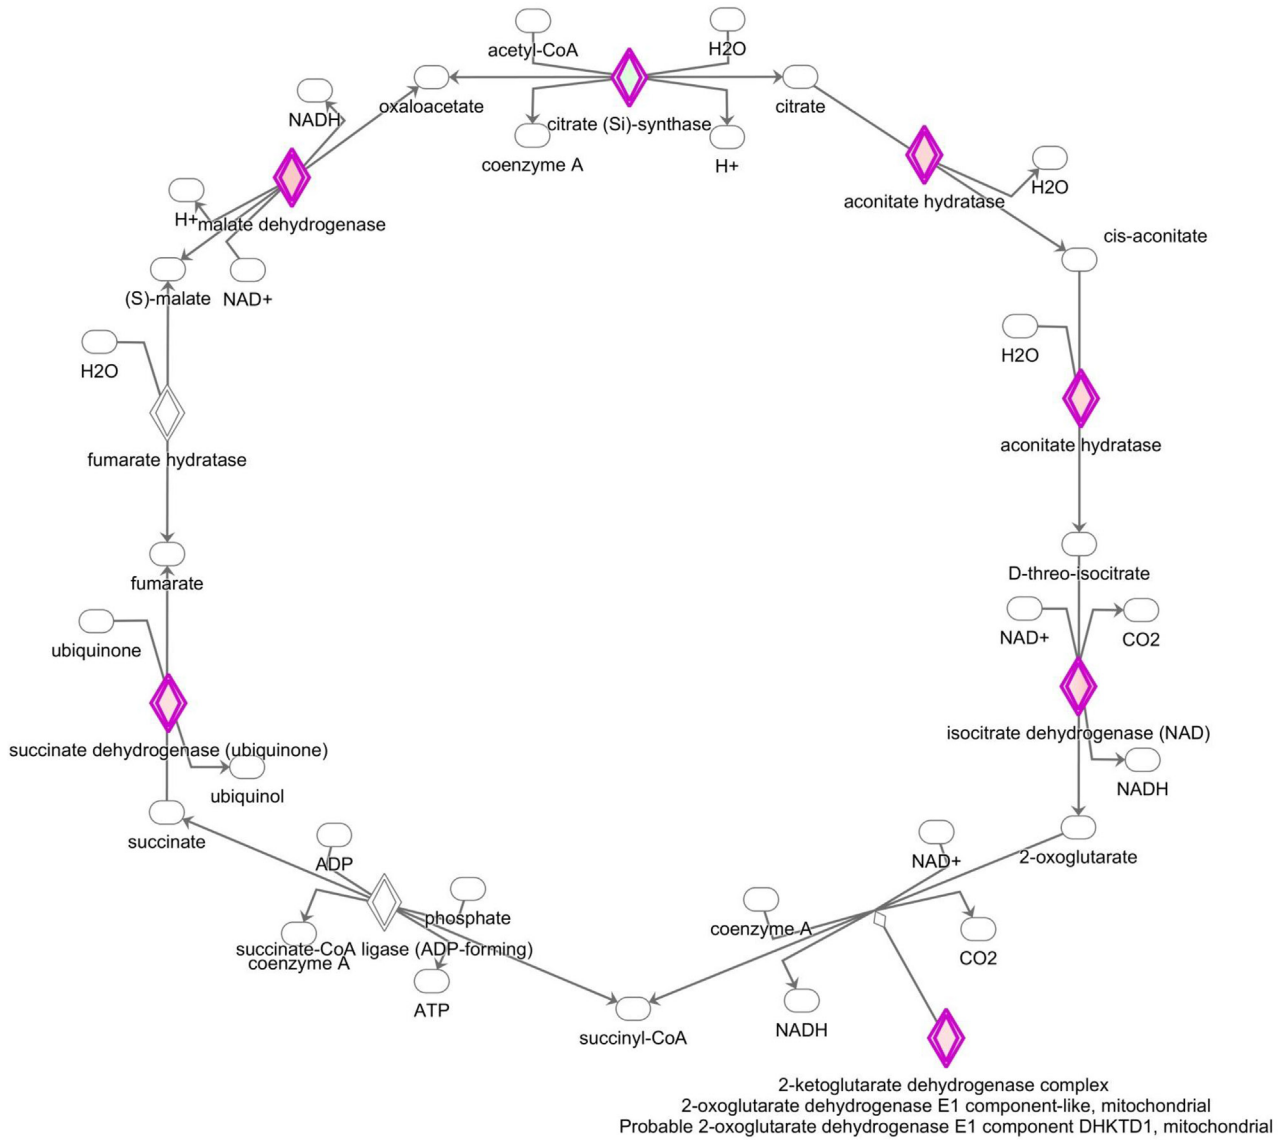 acetyl-CoA
H2O
NADH
oxaloacetate
citrate (Si)-synthase
citrate
coenzyme A
H+
aconitate hydratase
H2O
H+
malate dehydrogenase
cis-aconitate
(S)-malate
NAD+
H2O
H2O
fumarate hydratase
aconitate hydratase
fumarate
D-threo-isocitrate
ubiquinone
NAD+
CO2
succinate dehydrogenase (ubiquinone)
isocitrate dehydrogenase (NAD)
ubiquinol
NADH
succinate
ADP
NAD+
2-oxoglutarate
phosphate
coenzyme A
succinate-CoA ligase (ADP-forming)
coenzyme A
CO2
ATP
NADH
succinyl-CoA
2-ketoglutarate dehydrogenase complex
2-oxoglutarate dehydrogenase E1 component-like, mitochondrial
Probable 2-oxoglutarate dehydrogenase E1 component DHKTD1, mitochondrial